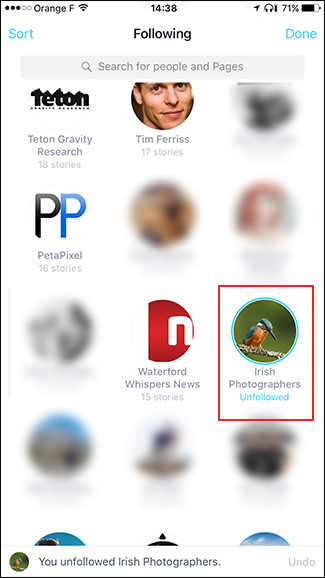 Orange F 14:38 71%
Sort Following Done
Search for people and Pages
TETON
GRAVITY RESEARCH
Teton Gravity
Research
18 stories
Tim Ferriss
17 stories
PP
PetaPixel
16 stories
n
Waterford
Whispers News
15 stories
Irish
Photographers
Unfollowed
You unfollowed Irish Photographers. Undo